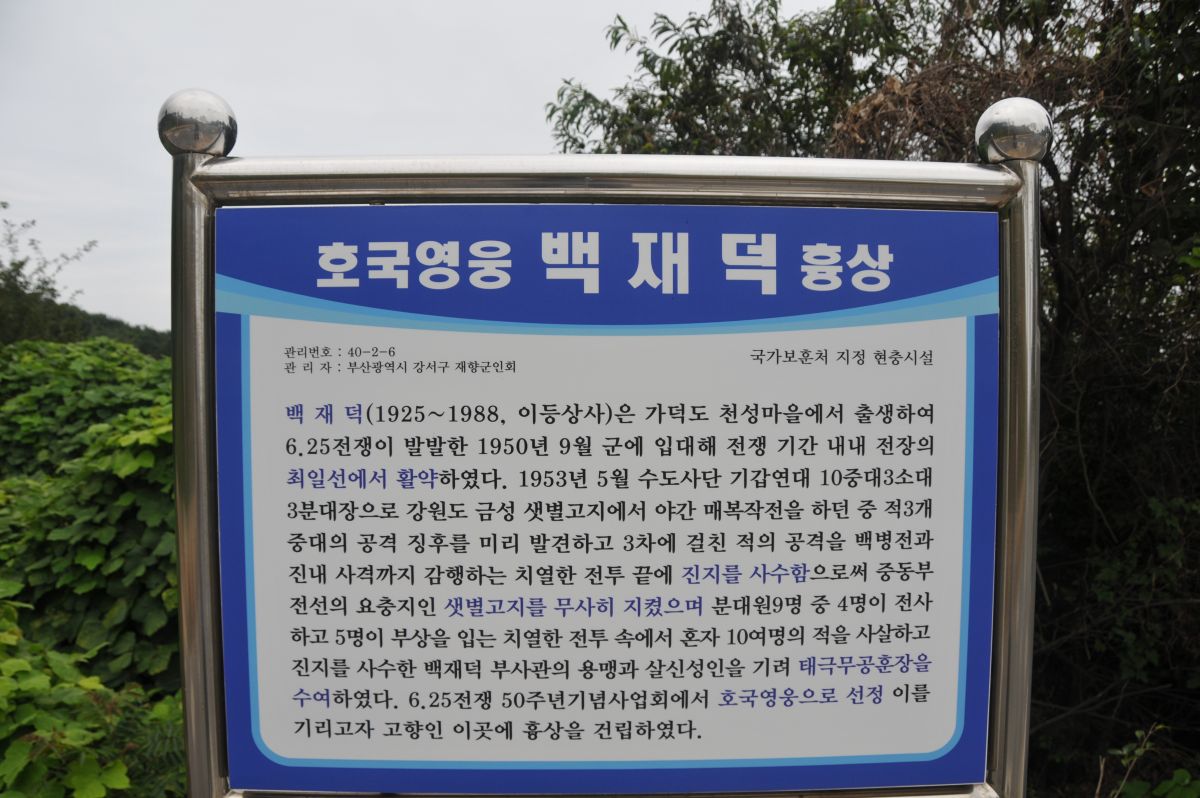 호국영웅 백 재 덕 흉상
관리번호 : 40-2-6
관 리 자 : 부산광역시 강서구 재향군인회
국가보훈처 지정 현충시설
백 재 덕(1925~1988, 이등상사)은 가덕도 천성마을에서 출생하여
6.25전쟁이 발발한 1950년 9월 군에 입대해 전쟁 기간 내내 전장의
최일선에서 활약하였다. 1953년 5월 수도사단 기갑연대 10중대3소대
3분대장으로 강원도 금성 샛별고지에서 야간 매복작전을 하던 중 적3개
중대의 공격 징후를 미리 발견하고 3차에 걸친 적의 공격을 백병전과
진내 사격까지 감행하는 치열한 전투 끝에 진지를 사수함으로써 중동부
전선의 요충지인 샛별고지를 무사히 지켰으며 분대원9명 중 4명이 전사
하고 5명이 부상을 입는 치열한 전투 속에서 혼자 10여명의 적을 사살하고
진지를 사수한 백재덕 부사관의 용맹과 살신성인을 기려 태극무공훈장을
수여하였다. 6.25전쟁 50주년기념사업회에서 호국영웅으로 선정 이를
기리고자 고향인 이곳에 흉상을 건립하였다.